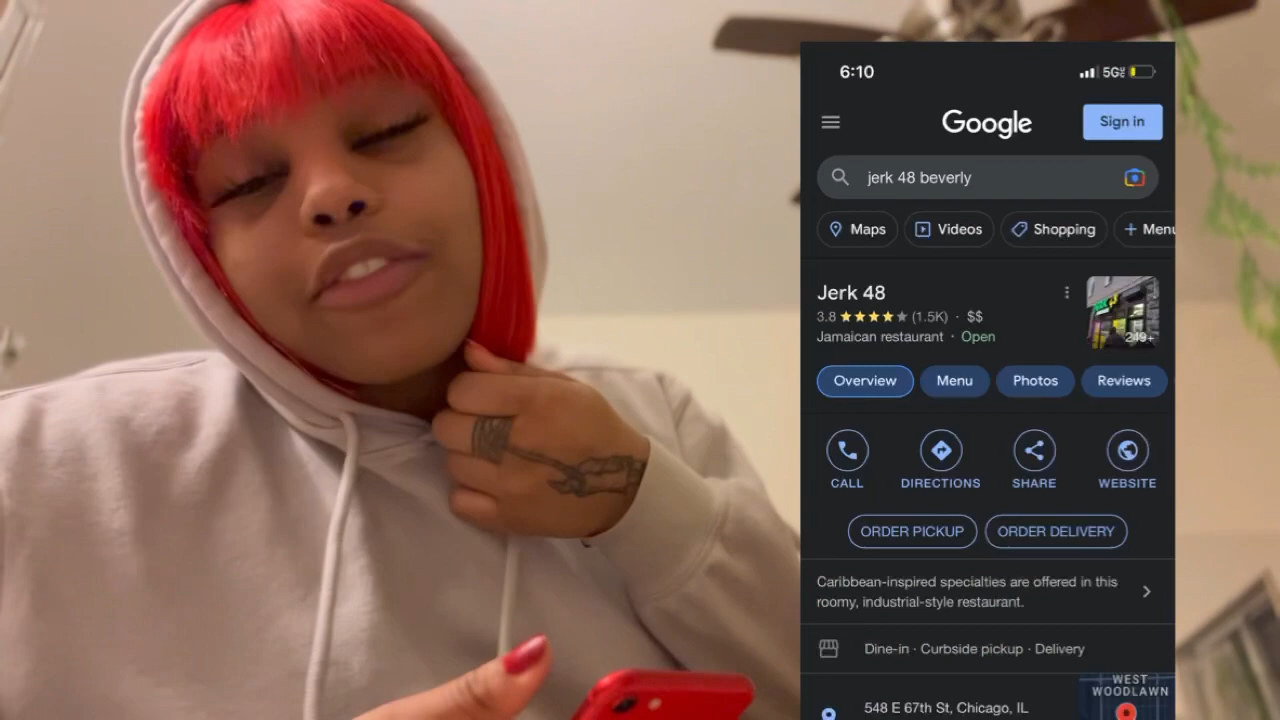 6:10
5G
Google
Sign in
jerk 48 beverly
Maps
Videos
Shopping
Menu
Jerk 48
3.8 (1.5K) · $$
Jamaican restaurant · Open
249+
Overview
Menu
Photos
Reviews
CALL
DIRECTIONS
SHARE
WEBSITE
ORDER PICKUP
ORDER DELIVERY
Caribbean-inspired specialties are offered in this
roomy, industrial-style restaurant.
Dine-in · Curbside pickup · Delivery
WEST
WOODLAWN
548 E 67th St, Chicago, IL